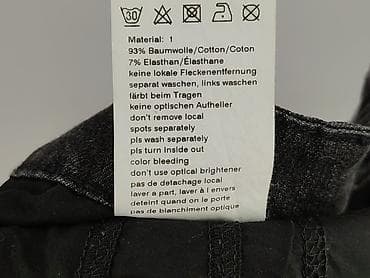 30
Material: 1
93% Baumwolle/Cotton/Coton
7% Elasthan/Élasthane
keine lokale Fleckenentfernung
separat waschen, links waschen
färbt beim Tragen
keine optischen Aufheller
don't remove local
spots separately
pls wash separately
pls turn inside out
color bleeding
don't use optical brightener
pas de detachage local
laver a part, laver à l envers
deteint quand on le porte
pas de blanchiment optique